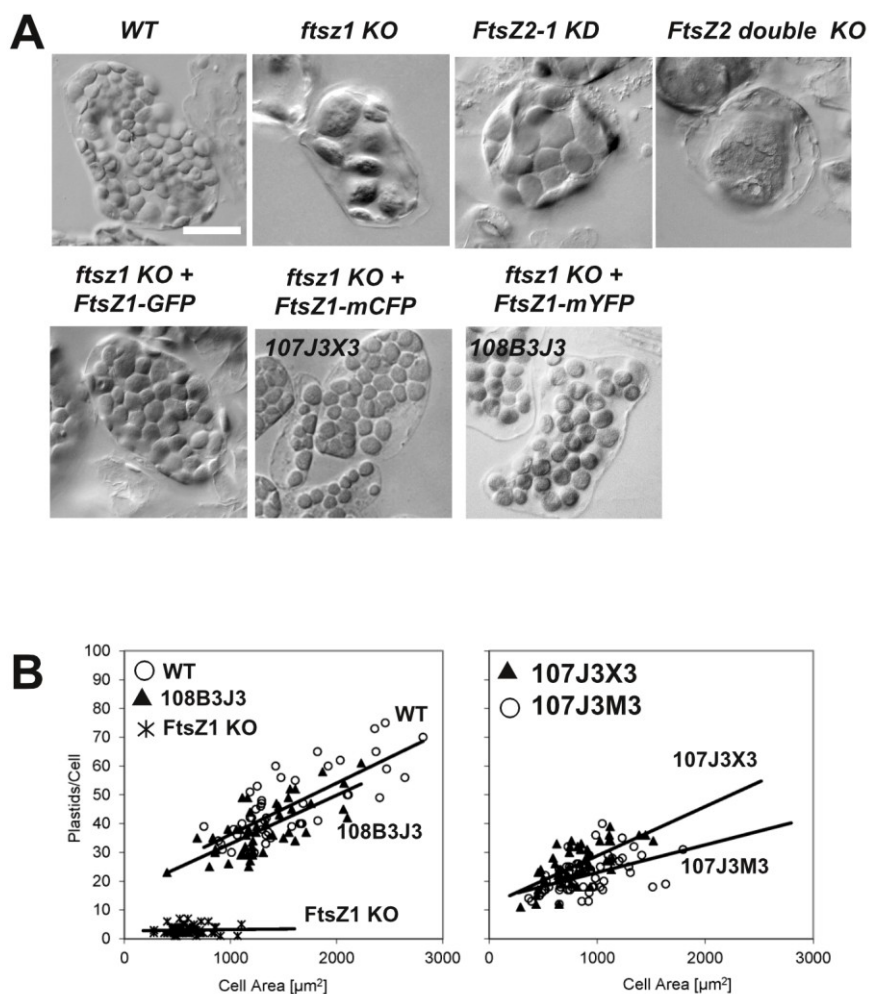 A
WT
ftsz1 KO
FtsZ2-1 KD
FtsZ2 double KO
ftsz1 KO +
FtsZ1-GFP
ftsz1 KO +
FtsZ1-mCFP
ftsz1 KO +
FtsZ1-mYFP
107J3X3
108B3J3
B
Plastids/Cell
100
90
80
70
60
50
40
30
20
10
0
WT
108B3J3
FtsZ1 KO
WT
108B3J3
FtsZ1 KO
0
1000
2000
3000
Cell Area [µm²]
107J3X3
107J3M3
107J3X3
107J3M3
0
1000
2000
3000
Cell Area [µm²]